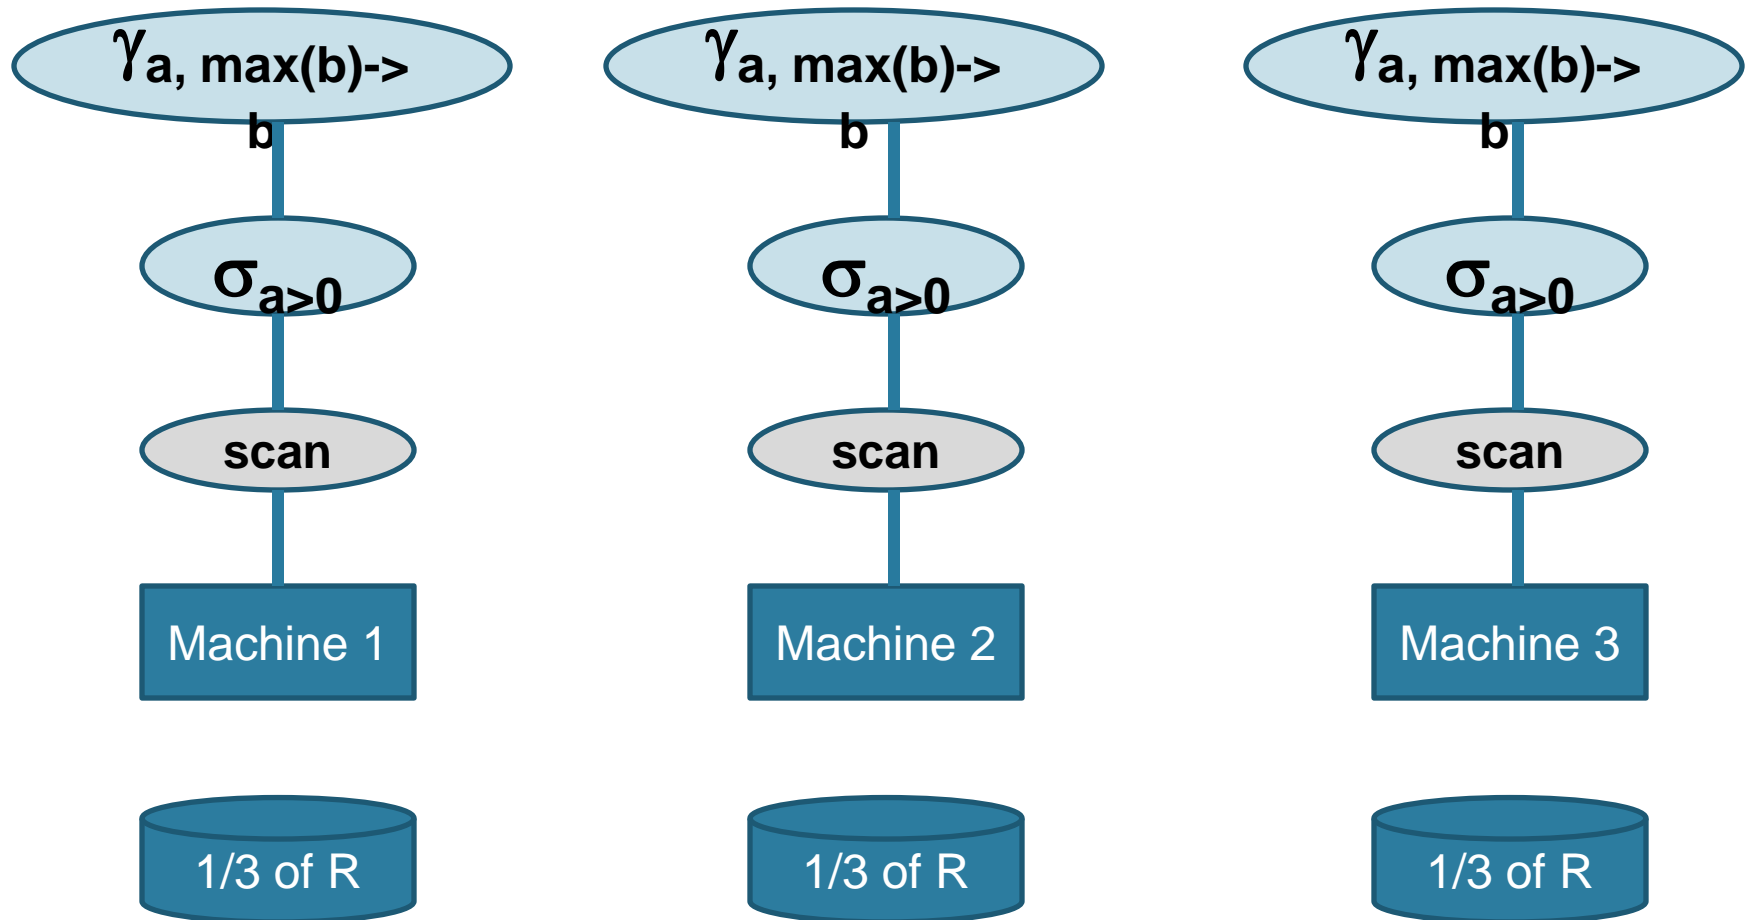 γa, max(b)->
b
γa, max(b)->
b
γa, max(b)->
b
σa>0
σa>0
σa>0
scan
scan
scan
Machine 1
Machine 2
Machine 3
1/3 of R
1/3 of R
1/3 of R